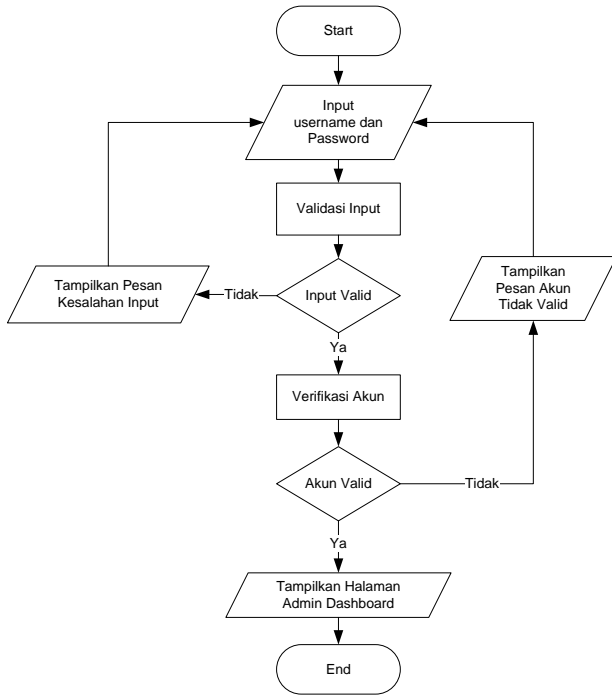 Start
Input
username dan
Password
Validasi Input
Tampilkan Pesan
Kesalahan Input
Tidak
Input Valid
Tampilkan
Pesan Akun
Tidak Valid
Ya
Verifikasi Akun
Akun Valid
Tidak
Ya
Tampilkan Halaman
Admin Dashboard
End